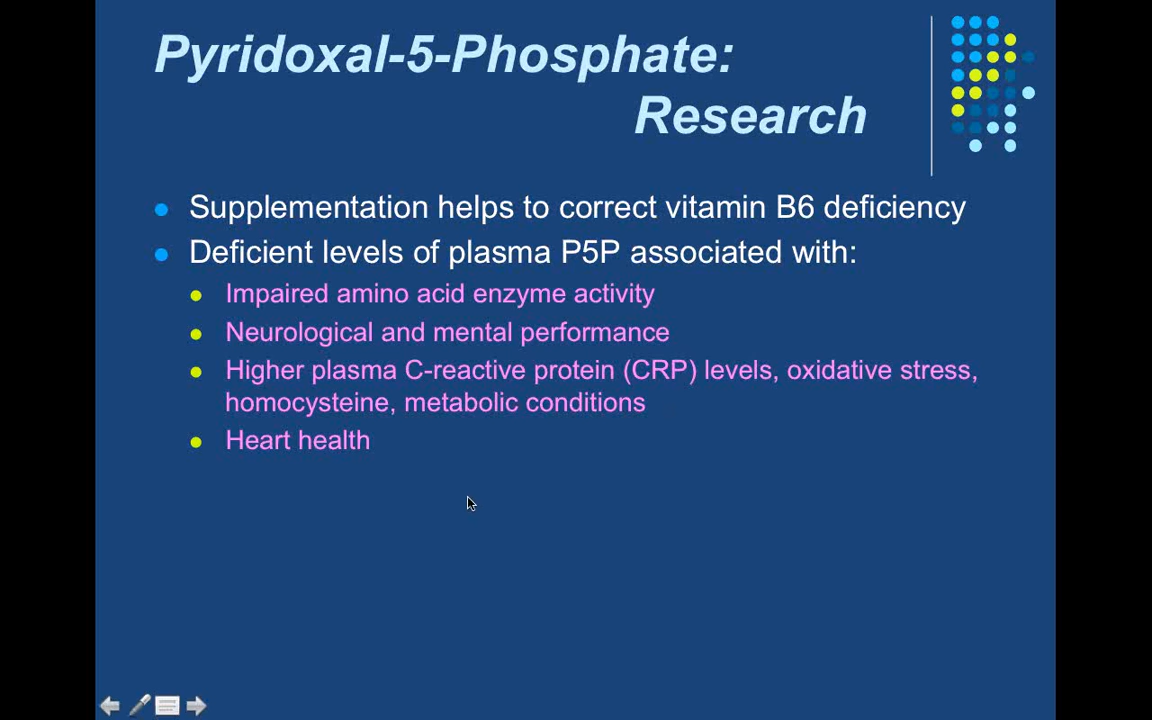 Pyridoxal-5-Phosphate:
Research
Supplementation helps to correct vitamin B6 deficiency
Deficient levels of plasma P5P associated with:
Impaired amino acid enzyme activity
Neurological and mental performance
Higher plasma C-reactive protein (CRP) levels, oxidative stress,
homocysteine, metabolic conditions
Heart health